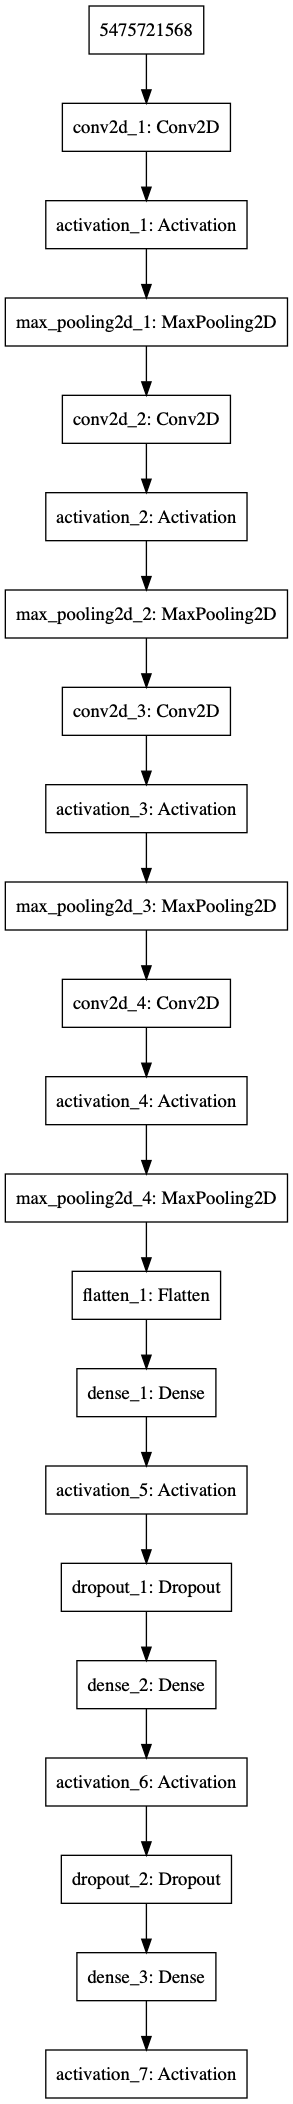 5475721568
conv2d_1: Conv2D
activation_1: Activation
max_pooling2d_1: MaxPooling2D
conv2d_2: Conv2D
activation_2: Activation
max_pooling2d_2: MaxPooling2D
conv2d_3: Conv2D
activation_3: Activation
max_pooling2d_3: MaxPooling2D
conv2d_4: Conv2D
activation_4: Activation
max_pooling2d_4: MaxPooling2D
flatten_1: Flatten
dense_1: Dense
activation_5: Activation
dropout_1: Dropout
dense_2: Dense
activation_6: Activation
dropout_2: Dropout
dense_3: Dense
activation_7: Activation